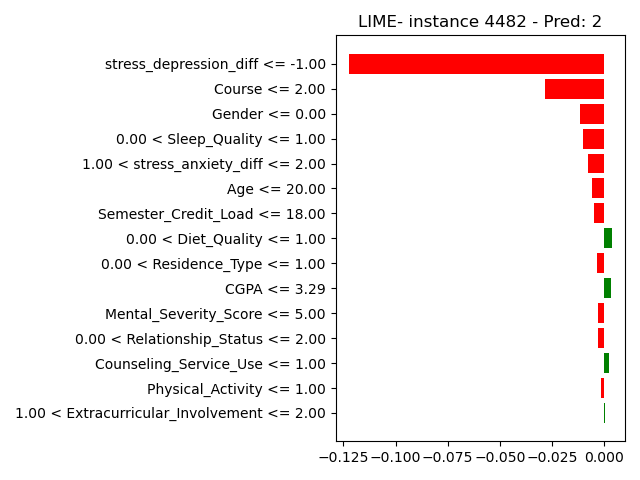 LIME- instance 4482 - Pred: 2
stress_depression_diff <= -1.00
Course <= 2.00
Gender <= 0.00
0.00 < Sleep_Quality <= 1.00
1.00 < stress_anxiety_diff <= 2.00
Age <= 20.00
Semester_Credit_Load <= 18.00
0.00 < Diet_Quality <= 1.00
0.00 < Residence_Type <= 1.00
CGPA <= 3.29
Mental_Severity_Score <= 5.00
0.00 < Relationship_Status <= 2.00
Counseling_Service_Use <= 1.00
Physical_Activity <= 1.00
1.00 < Extracurricular_Involvement <= 2.00
−0.125 −0.100 −0.075 −0.050 −0.025 0.000